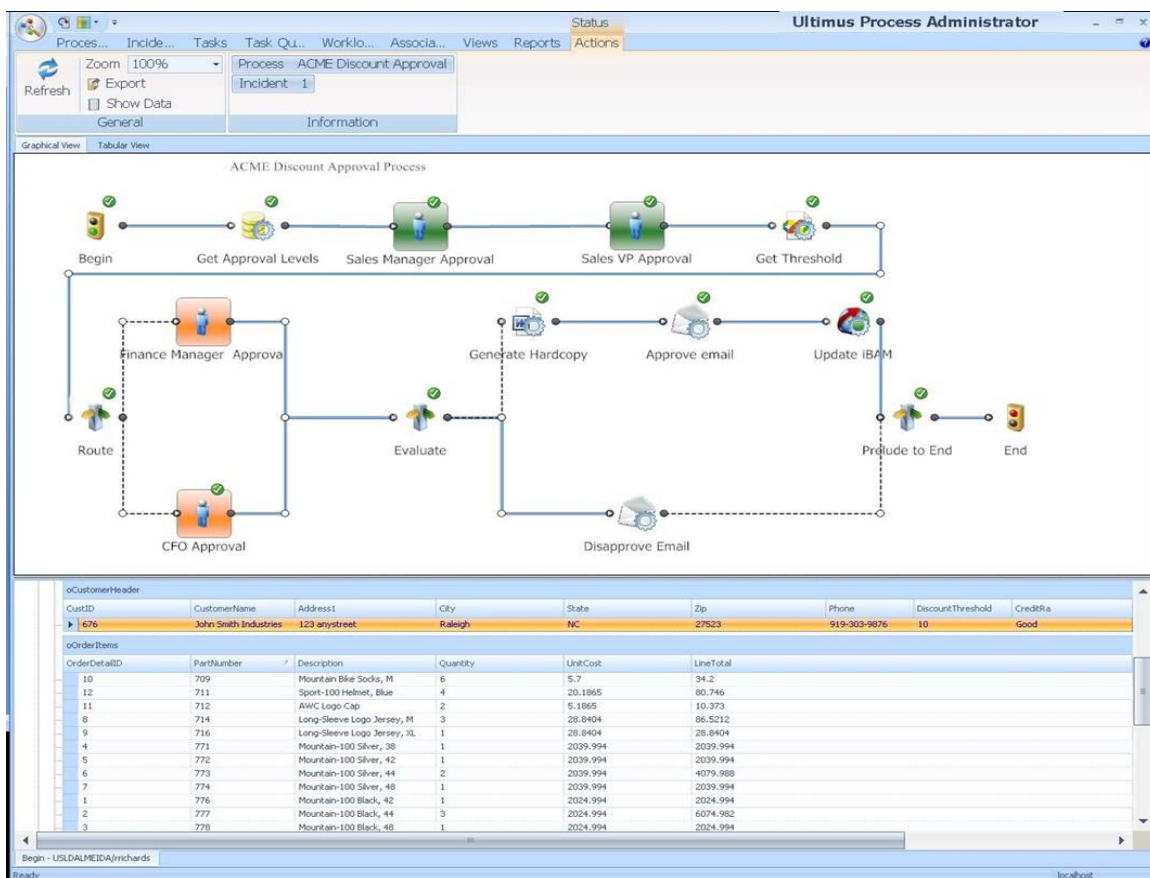 Status Ultimus Process Administrator
Proces... Incide... Tasks Task Qu... Worklo... Associa... Views Reports Actions
Refresh
Zoom 100%
Export
Show Data
General
Process ACME Discount Approval
Incident 1
Information
Graphical View Tabular View
ACME Discount Approval Process
Begin Get Approval Levels Sales Manager Approval Sales VP Approval Get Threshold
Finance Manager Approva Generate Hardcopy Approve email Update iBAM
Route Evaluate Prelude to End End
CFO Approval Disapprove Email
oCustomerHeader
CustID CustomerName Address1 City State Zip Phone DiscountThreshold CreditRa
676 John Smith Industries 123 anystreet Raleigh NC 27523 919-303-9876 10 Good
oOrderItems
OrderDetailID PartNumber Description Quantity UnitCost LineTotal
10 709 Mountain Bike Socks, M 6 5.7 34.2
12 711 Sport-100 Helmet, Blue 4 20.1865 80.746
11 712 AWC Logo Cap 2 5.1865 10.373
8 714 Long-Sleeve Logo Jersey, M 3 28.8404 86.5212
9 716 Long-Sleeve Logo Jersey, XL 1 28.8404 28.8404
4 771 Mountain-100 Silver, 38 1 2039.994 2039.994
5 772 Mountain-100 Silver, 42 1 2039.994 2039.994
6 773 Mountain-100 Silver, 44 2 2039.994 4079.988
7 774 Mountain-100 Silver, 48 1 2039.994 2039.994
1 776 Mountain-100 Black, 42 1 2024.994 2024.994
2 777 Mountain-100 Black, 44 3 2024.994 6074.982
3 778 Mountain-100 Black, 48 1 2024.994 2024.994
Begin - USLDALMEIDA/rrichards
Ready localhost